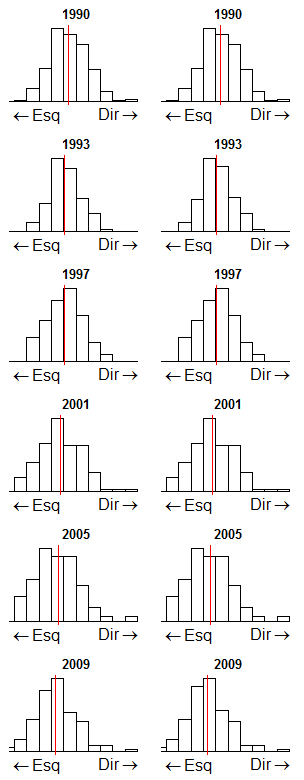 1990 1990
← Esq Dir → ← Esq Dir →
1993 1993
← Esq Dir → ← Esq Dir →
1997 1997
← Esq Dir → ← Esq Dir →
2001 2001
← Esq Dir → ← Esq Dir →
2005 2005
← Esq Dir → ← Esq Dir →
2009 2009
← Esq Dir → ← Esq Dir →